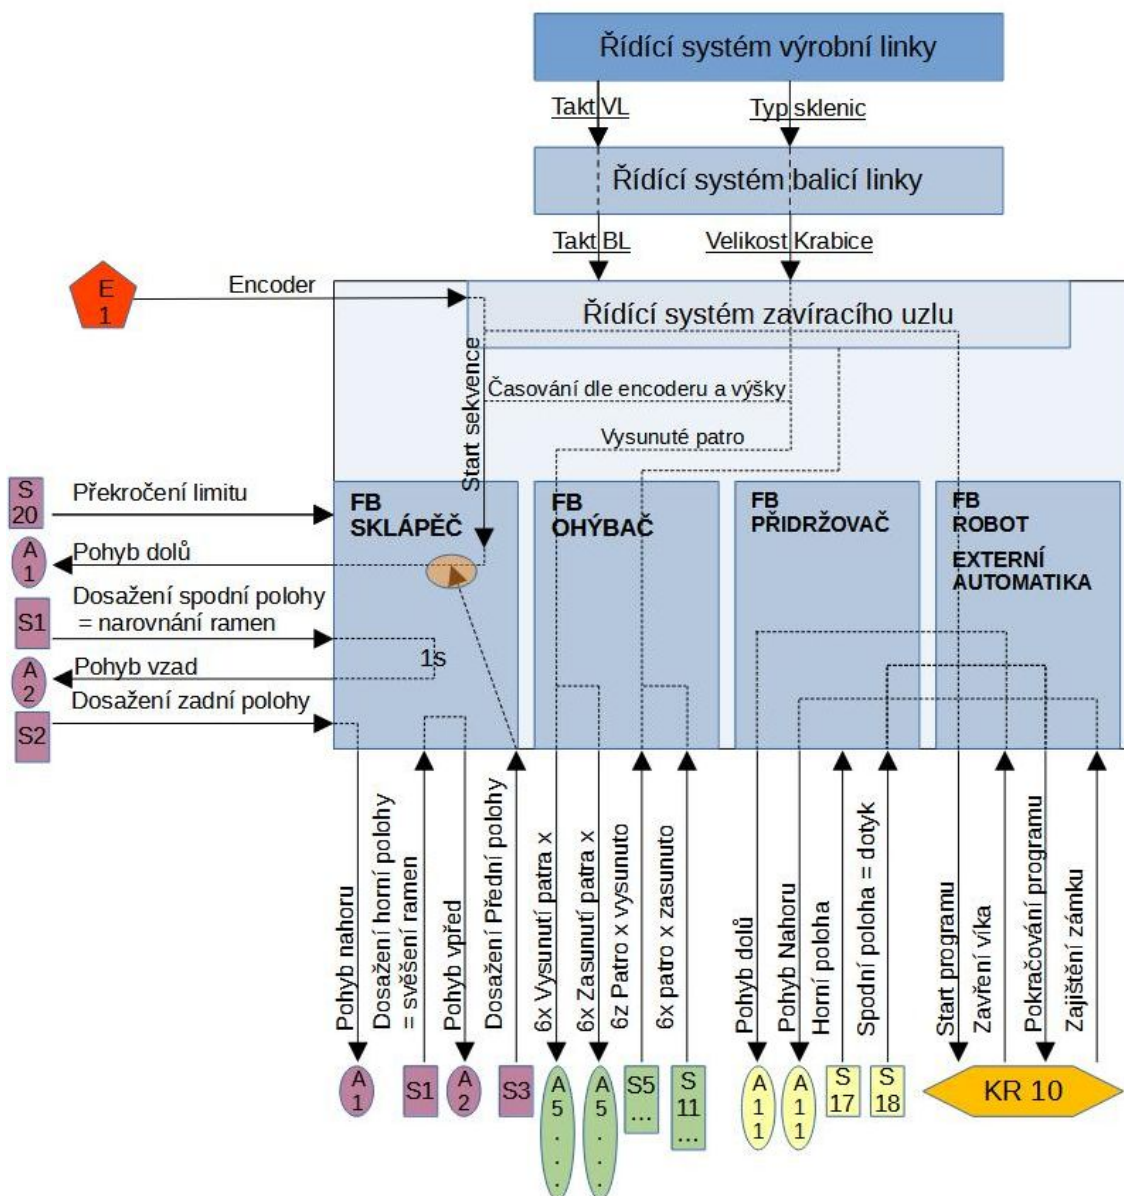 Řídící systém výrobní linky
Takt VL
Typ sklenic
Řídící systém balicí linky
Takt BL
Velikost Krabice
E
1
Encoder
Řídící systém zavíracího uzlu
Start sekvence
Časování dle encoderu a výšky
Vysunuté patro
S
20
Překročení limitu
A
1
Pohyb dolů
S1
Dosažení spodní polohy
= narovnání ramen
A
2
Pohyb vzad
1s
S2
Dosažení zadní polohy
FB
SKLÁPĚČ
FB
OHÝBAČ
FB
PŘIDRŽOVAČ
FB
ROBOT
EXTERNÍ
AUTOMATIKA
Pohyb nahoru
Dosažení horní polohy
= svěšení ramen
Pohyb vpřed
Dosažení Přední polohy
6x Vysunutí patra x
6x Zasunutí patra x
6z Patro x vysunuto
6x patro x zasunuto
Pohyb dolů
Pohyb Nahoru
Horní poloha
Spodní poloha = dotyk
Start programu
Zavření víka
Pokračování programu
Zajištění zámku
A
1
S1
A
2
S3
A
5
.
.
.
A
5
.
.
.
S5
...
S
11
...
A
1
1
A
1
1
S
17
S
18
KR 10